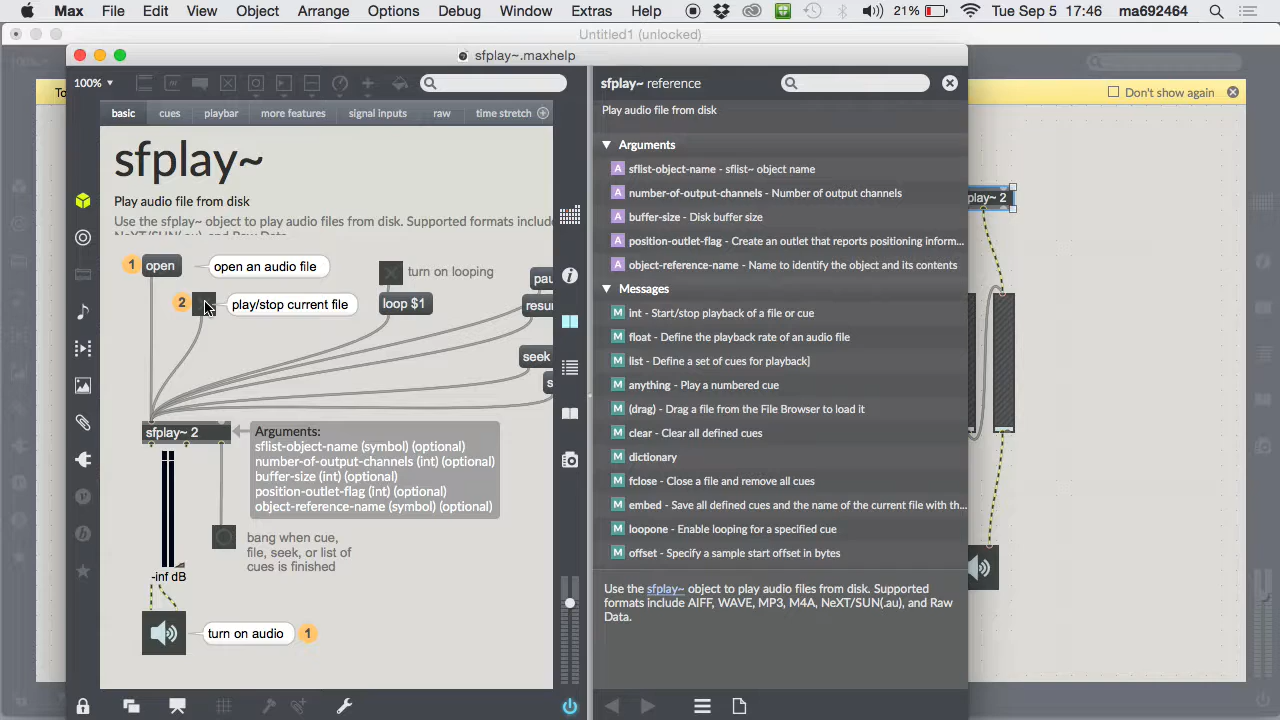 Max File Edit View Object Arrange Options Debug Window Extras Help 21% Tue Sep 5 17:46 ma692464
Untitled1 (unlocked)
sfplay~.maxhelp
100%
To
Don't show again
100%
sfplay~ reference
basic cues playbar more features signal inputs raw time stretch
Play audio file from disk
sfplay~
Play audio file from disk
Use the sfplay~ object to play audio files from disk. Supported formats include
NeXT/SUN(.au), and Raw Data.
1 open open an audio file
turn on looping
2 play/stop current file
loop $1
pau
resum
seek
s
sfplay~ 2
Arguments:
sflist-object-name (symbol) (optional)
number-of-output-channels (int) (optional)
buffer-size (int) (optional)
position-outlet-flag (int) (optional)
object-reference-name (symbol) (optional)
bang when cue,
file, seek, or list of
cues is finished
-inf dB
turn on audio 1
Arguments
A sflist-object-name - sflist~ object name
A number-of-output-channels - Number of output channels
A buffer-size - Disk buffer size
A position-outlet-flag - Create an outlet that reports positioning inform...
A object-reference-name - Name to identify the object and its contents
Messages
M int - Start/stop playback of a file or cue
M float - Define the playback rate of an audio file
M list - Define a set of cues for playback]
M anything - Play a numbered cue
M (drag) - Drag a file from the File Browser to load it
M clear - Clear all defined cues
M dictionary
M fclose - Close a file and remove all cues
M embed - Save all defined cues and the name of the current file with th...
M loopone - Enable looping for a specified cue
M offset - Specify a sample start offset in bytes
Use the sfplay~ object to play audio files from disk. Supported
formats include AIFF, WAVE, MP3, M4A, NeXT/SUN(.au), and Raw
Data.
play~ 2